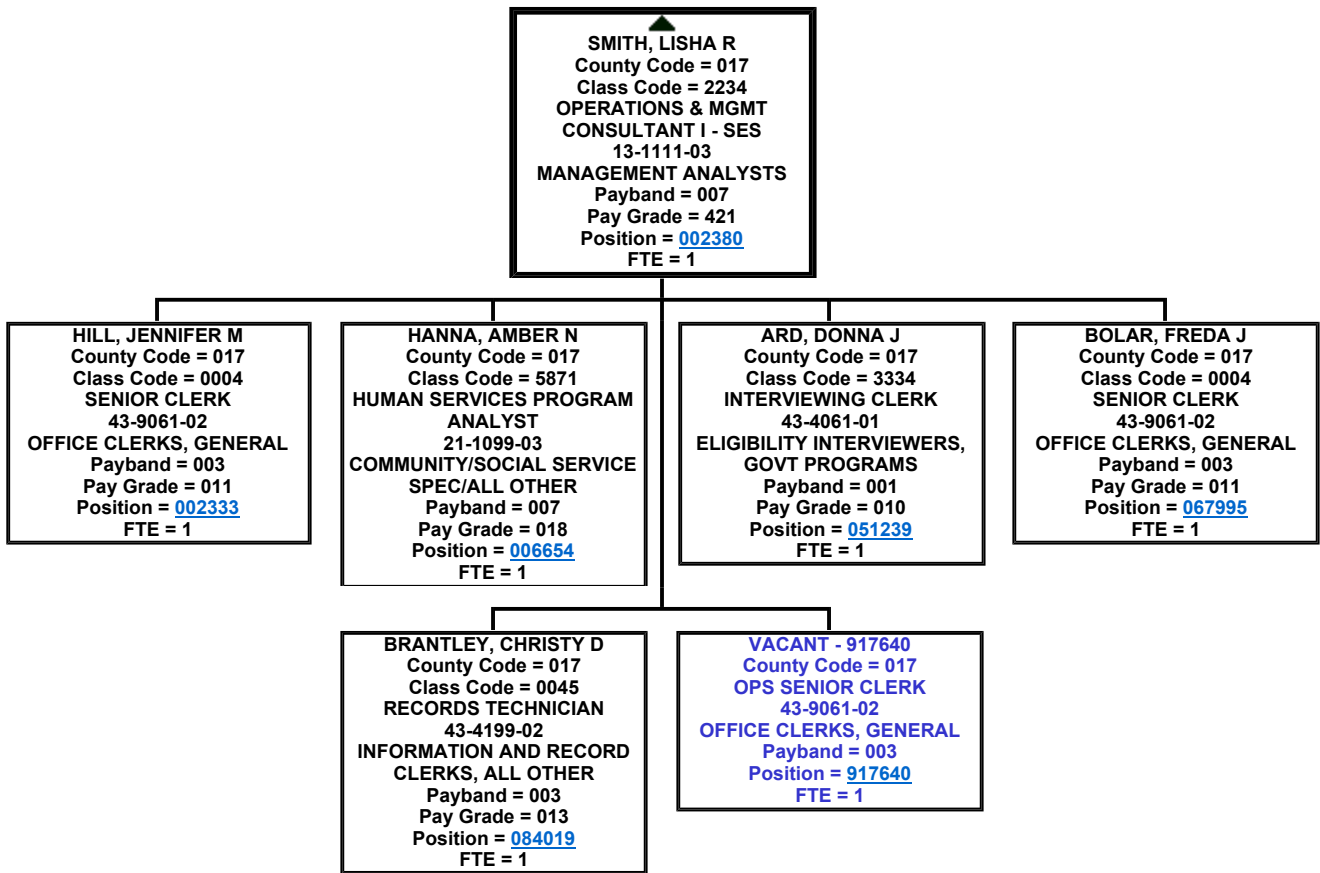 SMITH, LISHA R
County Code = 017
Class Code = 2234
OPERATIONS & MGMT
CONSULTANT I - SES
13-1111-03
MANAGEMENT ANALYSTS
Payband = 007
Pay Grade = 421
Position = 002380
FTE = 1
HILL, JENNIFER M
County Code = 017
Class Code = 0004
SENIOR CLERK
43-9061-02
OFFICE CLERKS, GENERAL
Payband = 003
Pay Grade = 011
Position = 002333
FTE = 1
HANNA, AMBER N
County Code = 017
Class Code = 5871
HUMAN SERVICES PROGRAM
ANALYST
21-1099-03
COMMUNITY/SOCIAL SERVICE
SPEC/ALL OTHER
Payband = 007
Pay Grade = 018
Position = 006654
FTE = 1
ARD, DONNA J
County Code = 017
Class Code = 3334
INTERVIEWING CLERK
43-4061-01
ELIGIBILITY INTERVIEWERS,
GOVT PROGRAMS
Payband = 001
Pay Grade = 010
Position = 051239
FTE = 1
BOLAR, FREDA J
County Code = 017
Class Code = 0004
SENIOR CLERK
43-9061-02
OFFICE CLERKS, GENERAL
Payband = 003
Pay Grade = 011
Position = 067995
FTE = 1
BRANTLEY, CHRISTY D
County Code = 017
Class Code = 0045
RECORDS TECHNICIAN
43-4199-02
INFORMATION AND RECORD
CLERKS, ALL OTHER
Payband = 003
Pay Grade = 013
Position = 084019
FTE = 1
VACANT - 917640
County Code = 017
OPS SENIOR CLERK
43-9061-02
OFFICE CLERKS, GENERAL
Payband = 003
Position = 917640
FTE = 1